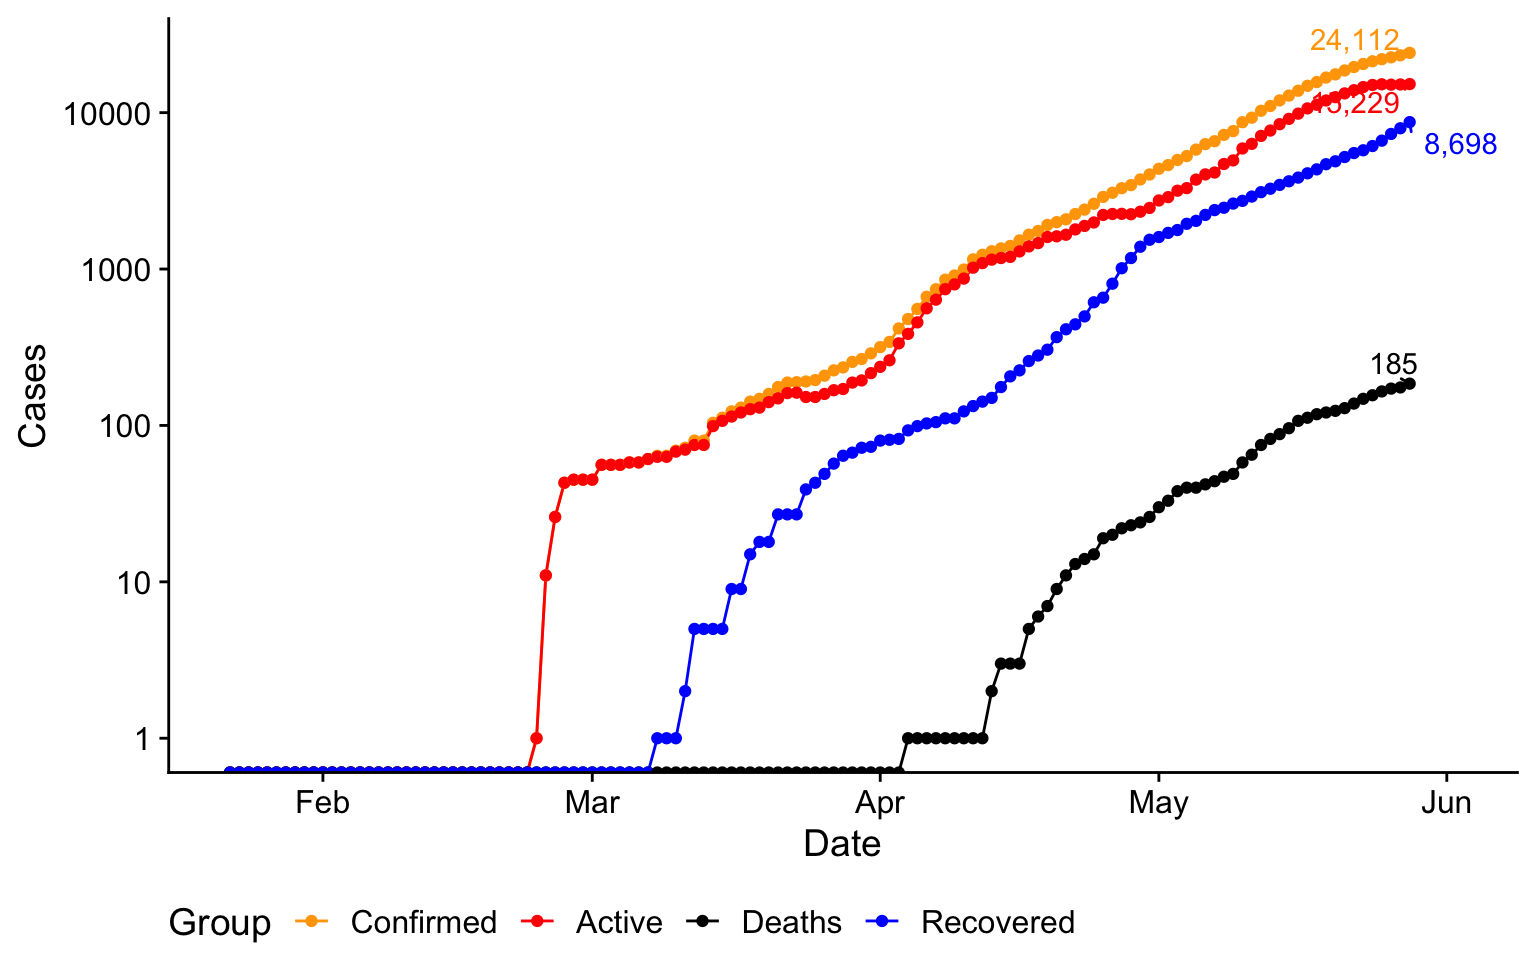 24,112
15,229
8,698
185
10000
1000
100
10
1
Cases
Feb Mar Apr May Jun
Date
Group Confirmed Active Deaths Recovered